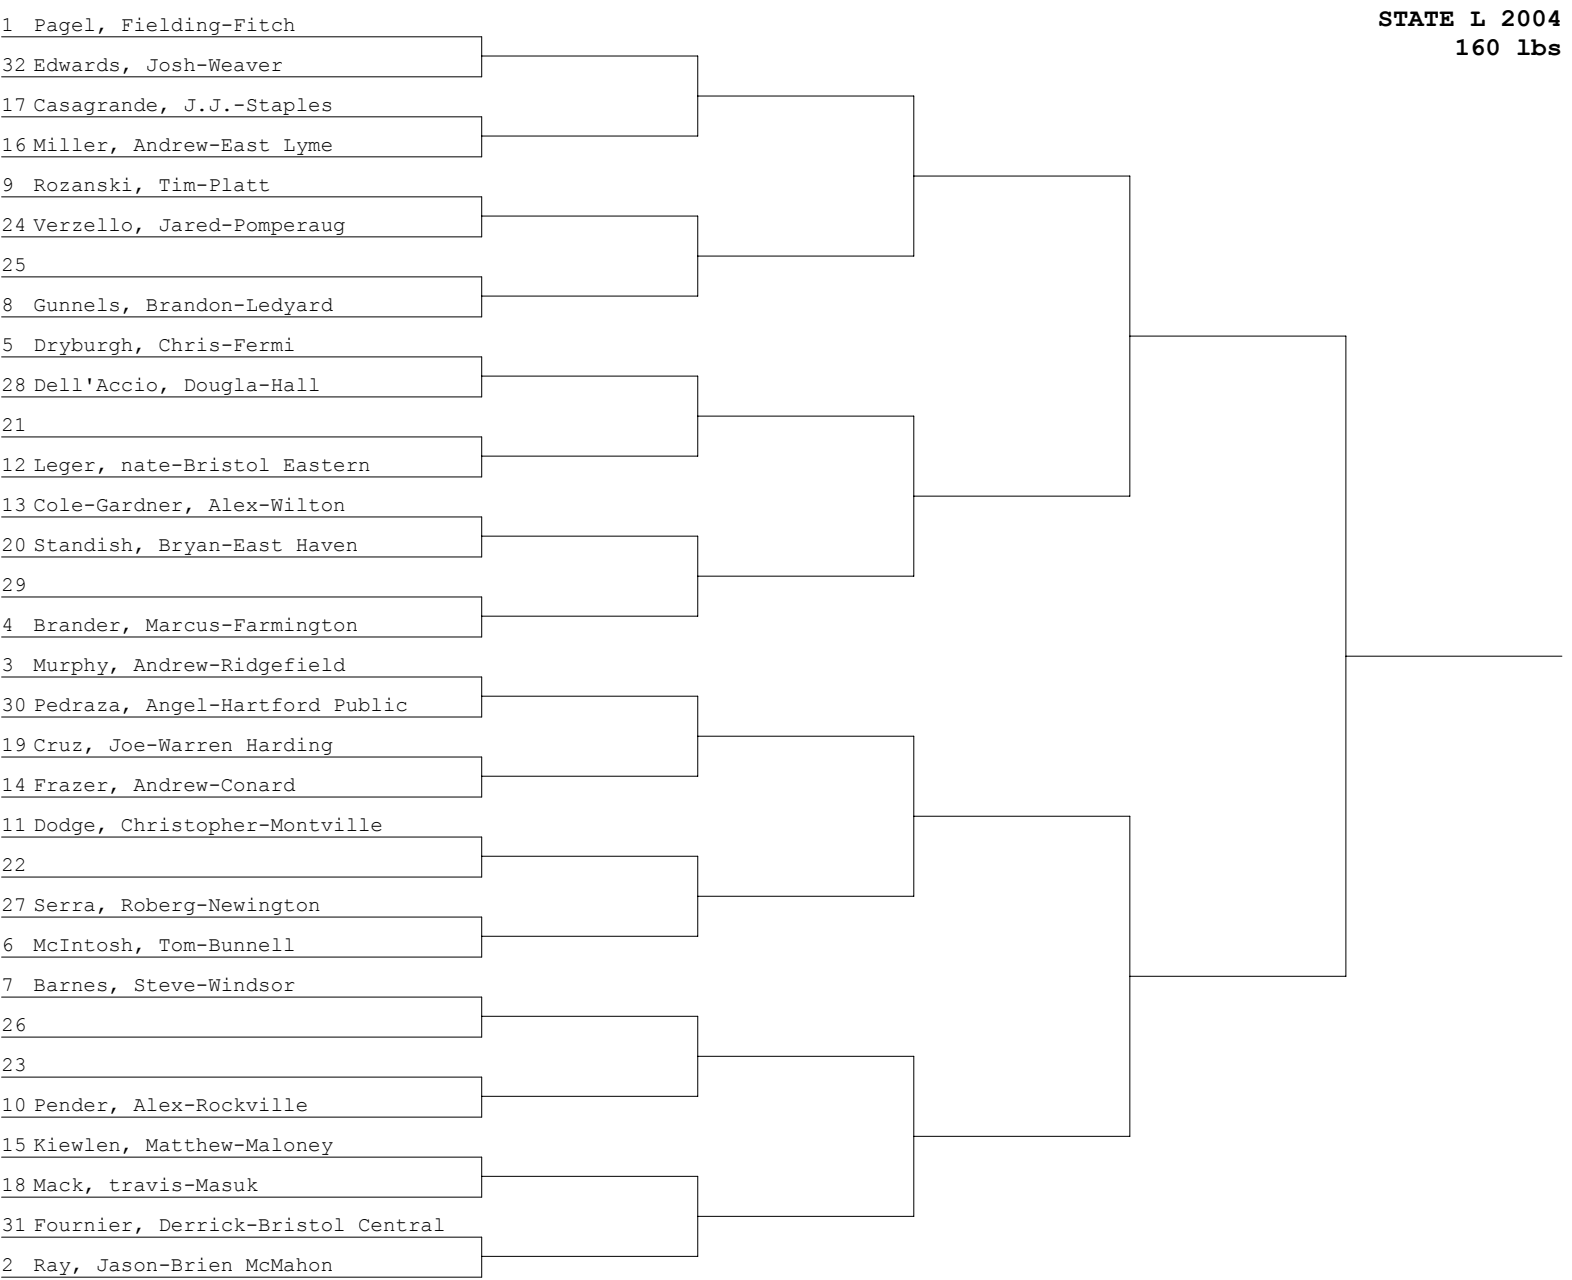 STATE L 2004
160 lbs
1 Pagel, Fielding-Fitch
32 Edwards, Josh-Weaver
17 Casagrande, J.J.-Staples
16 Miller, Andrew-East Lyme
9 Rozanski, Tim-Platt
24 Verzello, Jared-Pomperaug
25
8 Gunnels, Brandon-Ledyard
5 Dryburgh, Chris-Fermi
28 Dell'Accio, Dougla-Hall
21
12 Leger, nate-Bristol Eastern
13 Cole-Gardner, Alex-Wilton
20 Standish, Bryan-East Haven
29
4 Brander, Marcus-Farmington
3 Murphy, Andrew-Ridgefield
30 Pedraza, Angel-Hartford Public
19 Cruz, Joe-Warren Harding
14 Frazer, Andrew-Conard
11 Dodge, Christopher-Montville
22
27 Serra, Roberg-Newington
6 McIntosh, Tom-Bunnell
7 Barnes, Steve-Windsor
26
23
10 Pender, Alex-Rockville
15 Kiewlen, Matthew-Maloney
18 Mack, travis-Masuk
31 Fournier, Derrick-Bristol Central
2 Ray, Jason-Brien McMahon